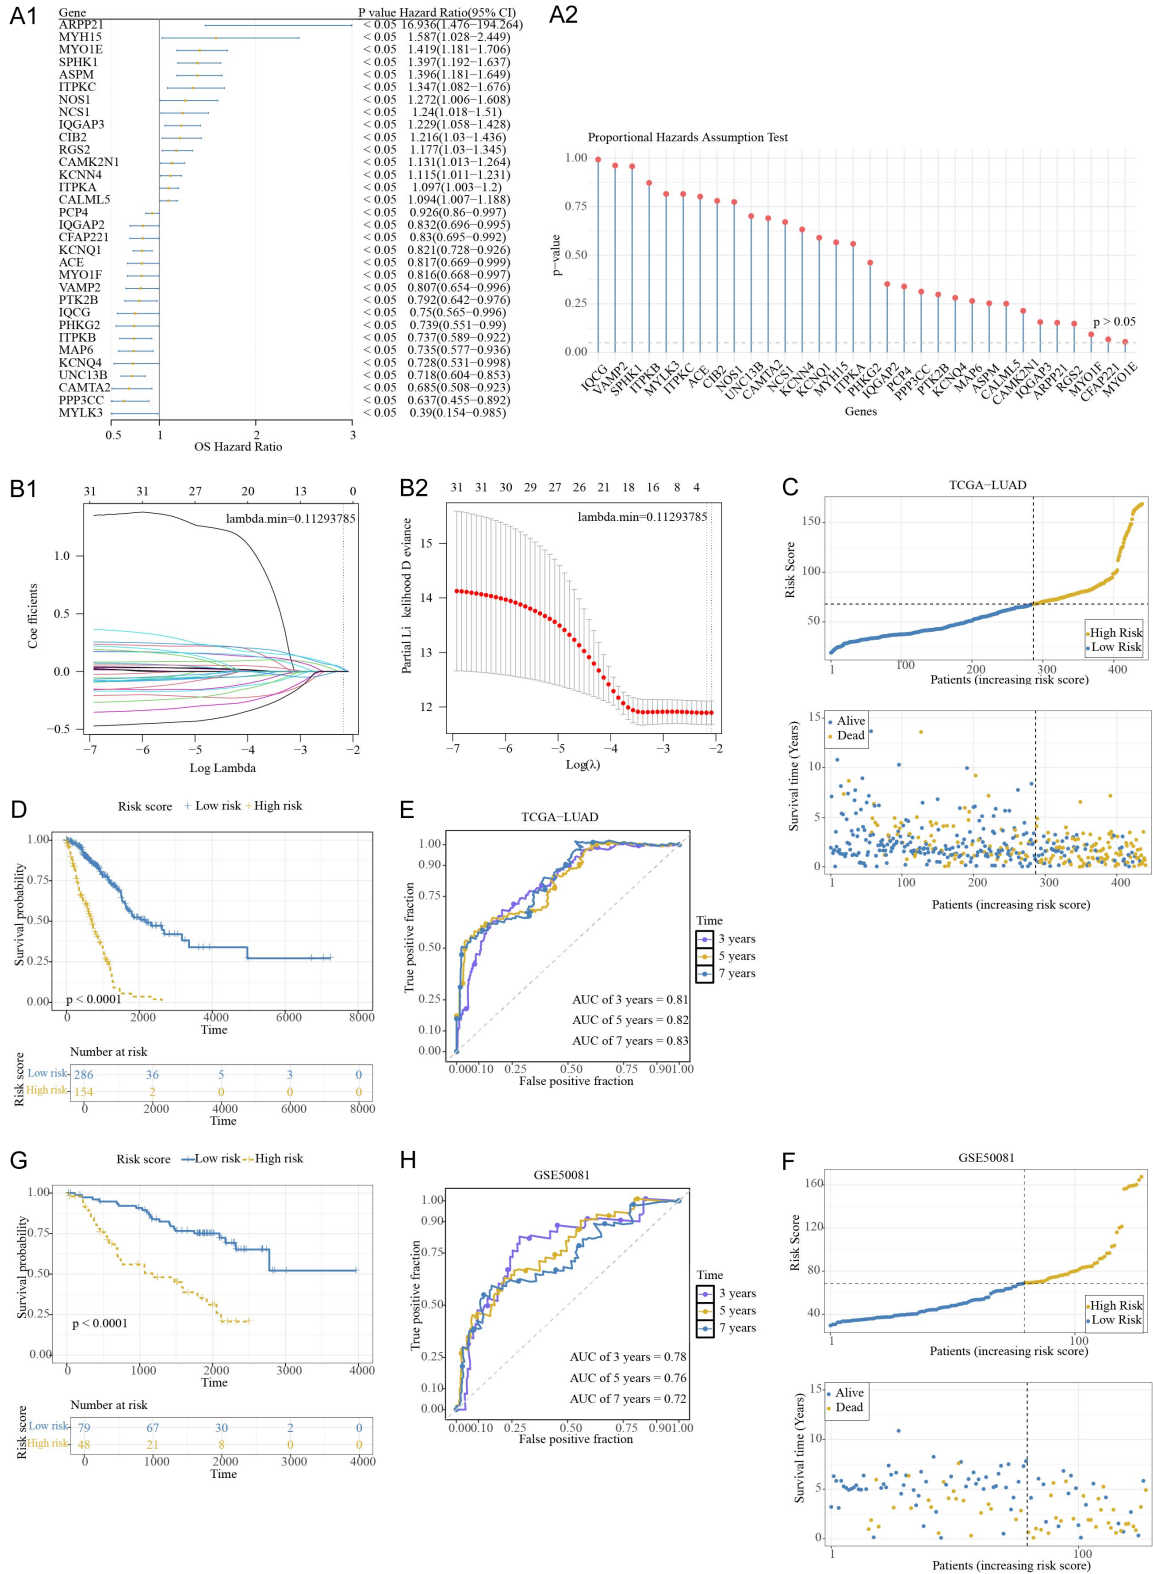 A1
Gene P value Hazard Ratio(95% CI)
ARPP21 < 0.05 16.936(1.476−194.264)
MYH15 < 0.05 1.587(1.028−2.449)
MYO1E < 0.05 1.419(1.181−1.706)
SPHK1 < 0.05 1.397(1.192−1.637)
ASPM < 0.05 1.396(1.181−1.649)
ITPKC < 0.05 1.347(1.082−1.676)
NOS1 < 0.05 1.272(1.006−1.608)
NCS1 < 0.05 1.24(1.018−1.51)
IQGAP3 < 0.05 1.229(1.058−1.428)
CIB2 < 0.05 1.216(1.03−1.436)
RGS2 < 0.05 1.177(1.03−1.345)
CAMK2N1 < 0.05 1.131(1.013−1.264)
KCNN4 < 0.05 1.115(1.011−1.231)
ITPKA < 0.05 1.097(1.003−1.2)
CALML5 < 0.05 1.094(1.007−1.188)
PCP4 < 0.05 0.926(0.86−0.997)
IQGAP2 < 0.05 0.832(0.696−0.995)
CFAP221 < 0.05 0.83(0.695−0.992)
KCNQ1 < 0.05 0.821(0.728−0.926)
ACE < 0.05 0.817(0.669−0.999)
MYO1F < 0.05 0.816(0.668−0.997)
VAMP2 < 0.05 0.807(0.654−0.996)
PTK2B < 0.05 0.792(0.642−0.976)
IQCG < 0.05 0.75(0.565−0.996)
PHKG2 < 0.05 0.739(0.551−0.99)
ITPKB < 0.05 0.737(0.589−0.922)
MAP6 < 0.05 0.735(0.577−0.936)
KCNQ4 < 0.05 0.728(0.531−0.998)
UNC13B < 0.05 0.718(0.604−0.853)
CAMTA2 < 0.05 0.685(0.508−0.923)
PPP3CC < 0.05 0.637(0.455−0.892)
MYLK3 < 0.05 0.39(0.154−0.985)
0.5 1 2 3
OS Hazard Ratio
A2
Proportional Hazards Assumption Test
1.00
0.75
0.50
0.25
0.00
p−value
p > 0.05
IQCG VAMP2 SPHK1 ITPKB MYLK3 ITPKC ACE CIB2 NOS1 UNC13B CAMTA2 NCS1 KCNN4 KCNQ1 MYH15 ITPKA PHKG2 IQGAP2 PCP4 PPP3CC PTK2B KCNQ4 MAP6 ASPM CALML5 CAMK2N1 IQGAP3 ARPP21 RGS2 MYO1F CFAP221 MYO1E
Genes
B1
31 31 27 20 13 0
lambda.min=0.11293785
1.0
0.5
0.0
−0.5
Coe fficients
−7 −6 −5 −4 −3 −2
Log Lambda
B2
31 31 30 29 27 26 21 18 16 8 4
lambda.min=0.11293785
15
14
13
12
Partial Li kelihood D eviance
−7 −6 −5 −4 −3 −2
Log(λ)
C
TCGA−LUAD
150
100
50
Risk Score
High Risk
Low Risk
1 100 200 300 400
Patients (increasing risk score)
15
10
5
0
Survival time (Years)
Alive
Dead
1 100 200 300 400
Patients (increasing risk score)
D
Risk score Low risk High risk
1.00
0.75
0.50
0.25
0.00
Survival probability
p < 0.0001
0 2000 4000 6000 8000
Time
Number at risk
Risk score
Low risk 286 36 5 3 0
High risk 154 2 0 0 0
0 2000 4000 6000 8000
Time
E
TCGA−LUAD
1.00
0.90
0.75
0.50
0.25
0.10
0.00
True positive fraction
AUC of 3 years = 0.81
AUC of 5 years = 0.82
AUC of 7 years = 0.83
0.00 0.10 0.25 0.50 0.75 0.90 1.00
False positive fraction
Time
3 years
5 years
7 years
G
Risk score Low risk High risk
1.00
0.75
0.50
0.25
0.00
Survival probability
p < 0.0001
0 1000 2000 3000 4000
Time
Number at risk
Risk score
Low risk 79 67 30 2 0
High risk 48 21 8 0 0
0 1000 2000 3000 4000
Time
H
GSE50081
1.00
0.90
0.75
0.50
0.25
0.10
0.00
True positive fraction
AUC of 3 years = 0.78
AUC of 5 years = 0.76
AUC of 7 years = 0.72
0.00 0.10 0.25 0.50 0.75 0.90 1.00
False positive fraction
Time
3 years
5 years
7 years
F
GSE50081
160
120
80
40
Risk Score
High Risk
Low Risk
1 100
Patients (increasing risk score)
15
10
5
0
Survival time (Years)
Alive
Dead
1 100
Patients (increasing risk score)